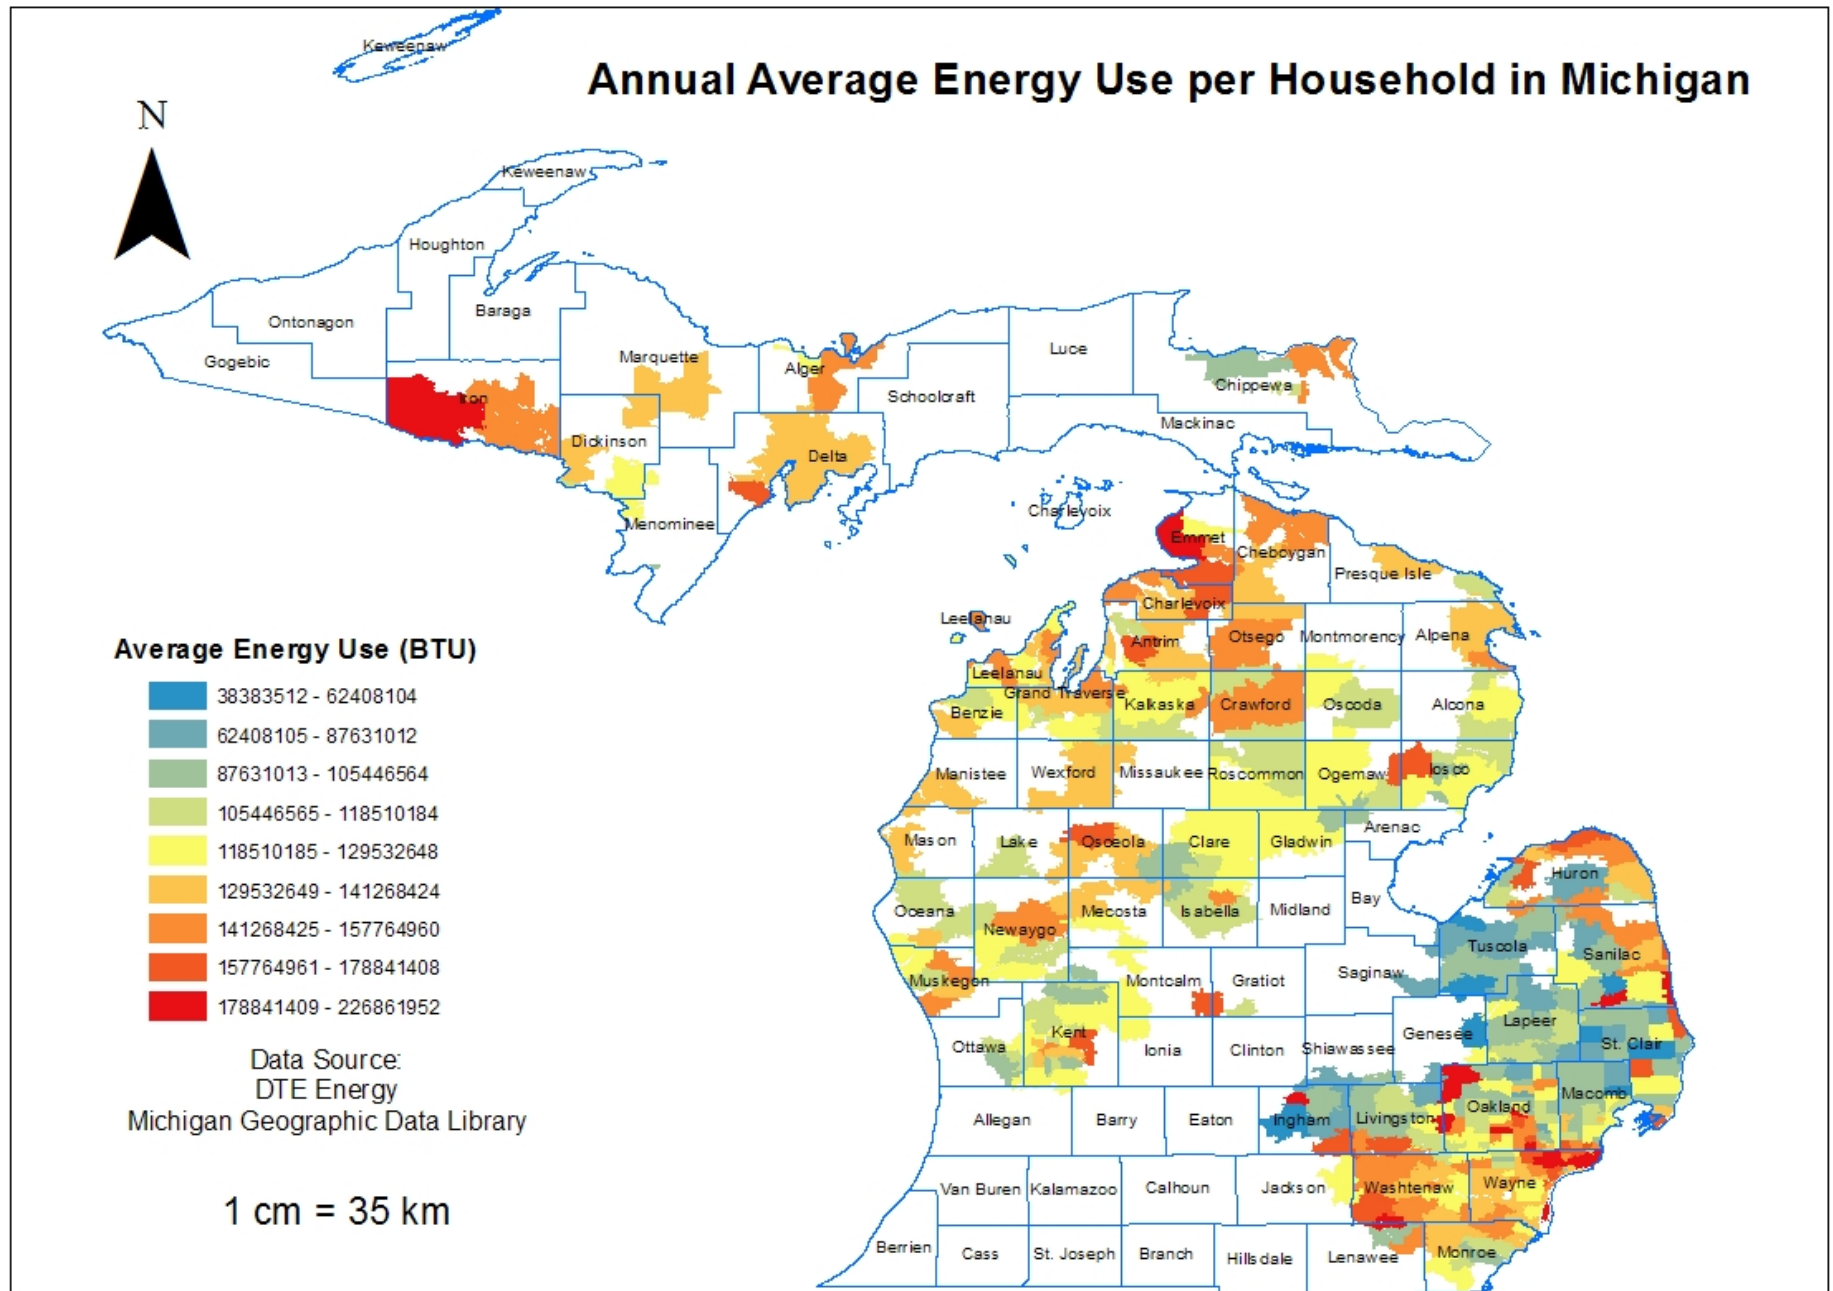 Keweenaw
Annual Average Energy Use per Household in Michigan
N
Keweenaw
Houghton
Baraga
Ontonagon
Gogebic
Marquette
Alger
Luce
Schoolcraft
Chippewa
Mackinac
Iron
Dickinson
Delta
Menominee
Charlevoix
Emmet
Cheboygan
Presque Isle
Charlevoix
Leelanau
Antrim
Otsego
Montmorency
Alpena
Leelanau
Grand Traverse
Benzie
Kalkaska
Crawford
Oscoda
Alcona
Manistee
Wexford
Missaukee
Roscommon
Ogemaw
Iosco
Arenac
Mason
Lake
Osceola
Clare
Gladwin
Huron
Bay
Oceana
Newaygo
Mecosta
Isabella
Midland
Tuscola
Sanilac
Saginaw
Muskegon
Montcalm
Gratiot
Lapeer
Genesee
St. Clair
Kent
Ottawa
Ionia
Clinton
Shiawassee
Macomb
Oakland
Allegan
Barry
Eaton
Ingham
Livingston
Van Buren
Kalamazoo
Calhoun
Jackson
Washtenaw
Wayne
Berrien
Cass
St. Joseph
Branch
Hillsdale
Lenawee
Monroe
Average Energy Use (BTU)
38383512 - 62408104
62408105 - 87631012
87631013 - 105446564
105446565 - 118510184
118510185 - 129532648
129532649 - 141268424
141268425 - 157764960
157764961 - 178841408
178841409 - 226861952
Data Source:
DTE Energy
Michigan Geographic Data Library
1 cm = 35 km